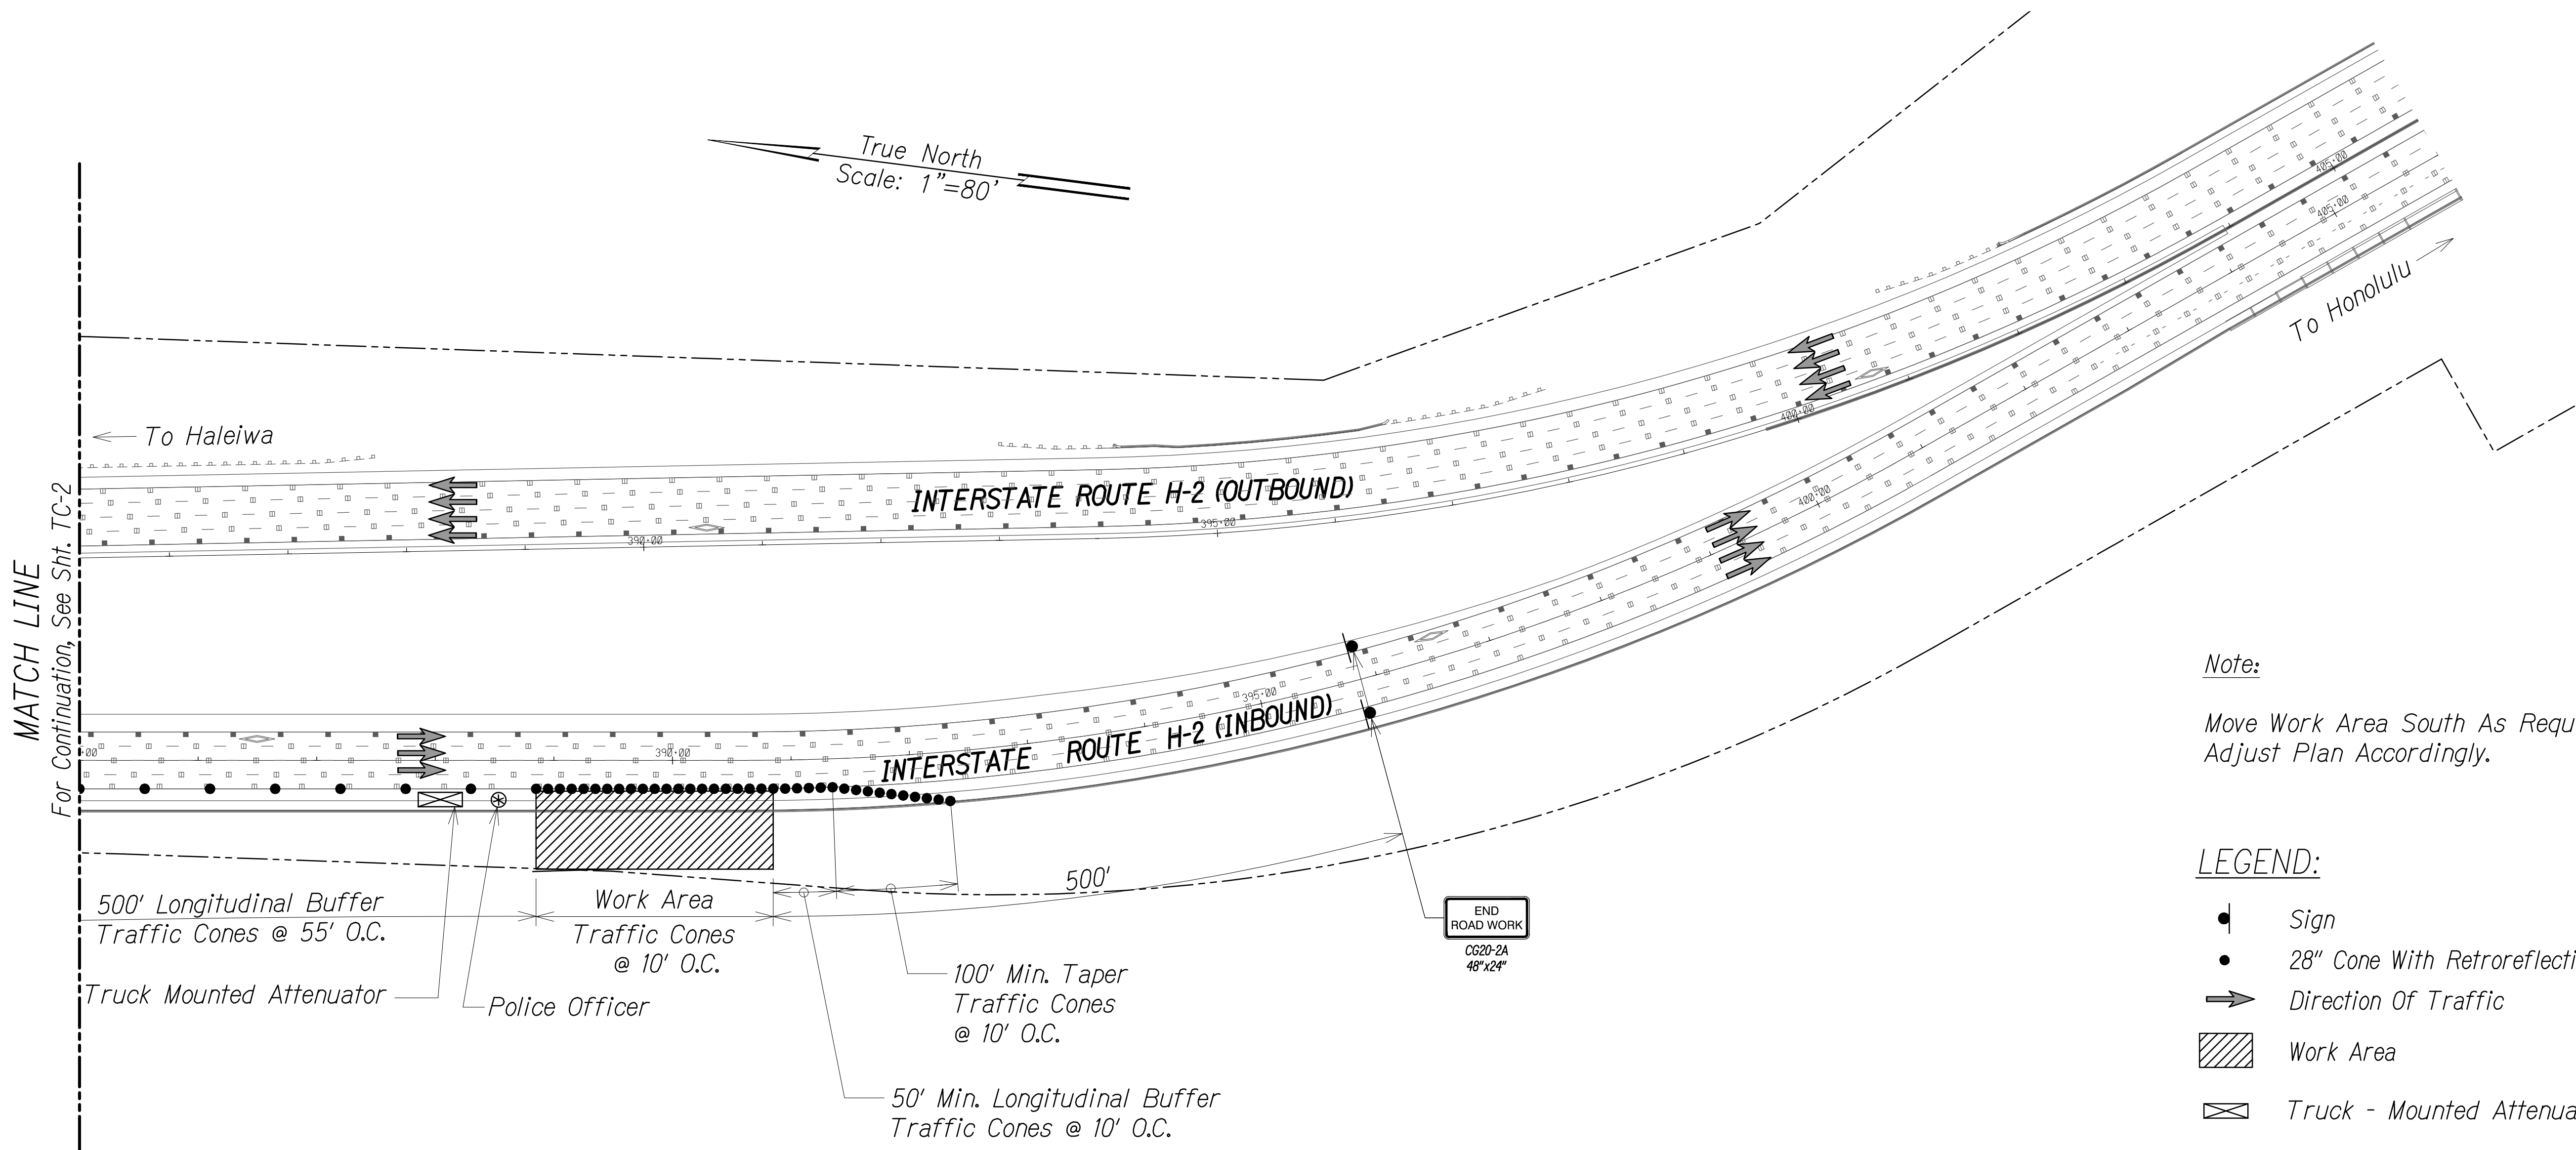 True North
Scale: 1"=80'
MATCH LINE
For Continuation, See Sht. TC-2
To Haleiwa
INTERSTATE ROUTE H-2 (OUTBOUND)
390+00
395+00
400+00
405+00
405+00
To Honolulu
400+00
395+00
390+00
+00
INTERSTATE ROUTE H-2 (INBOUND)
500' Longitudinal Buffer
Traffic Cones @ 55' O.C.
Work Area
Traffic Cones
@ 10' O.C.
Truck Mounted Attenuator
Police Officer
500'
100' Min. Taper
Traffic Cones
@ 10' O.C.
50' Min. Longitudinal Buffer
Traffic Cones @ 10' O.C.
END
ROAD WORK
CG20-2A
48"x24"
Note:
Move Work Area South As Requ
Adjust Plan Accordingly.
LEGEND:
Sign
28" Cone With Retroreflecti
Direction Of Traffic
Work Area
Truck - Mounted Attenua